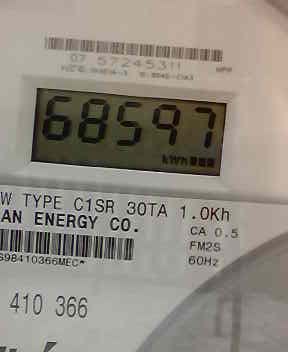 07 57245311
68597
kWh
W TYPE C1SR 30TA 1.0Kh
AN ENERGY CO.
CA 0.5
FM2S
60Hz
S98410366MEC*
410 366